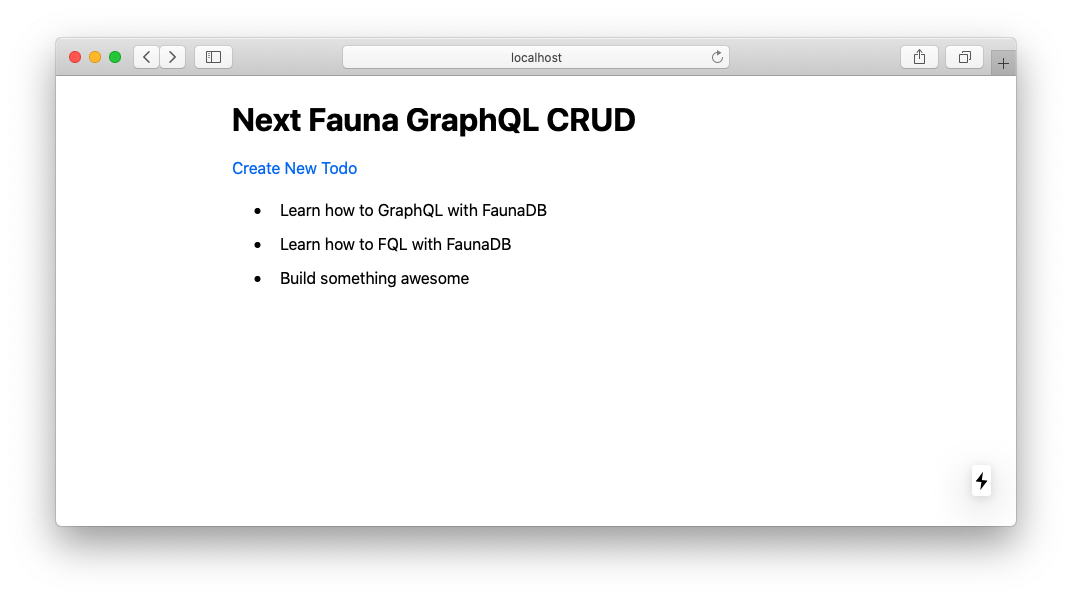 localhost
Next Fauna GraphQL CRUD
Create New Todo
Learn how to GraphQL with FaunaDB
Learn how to FQL with FaunaDB
Build something awesome